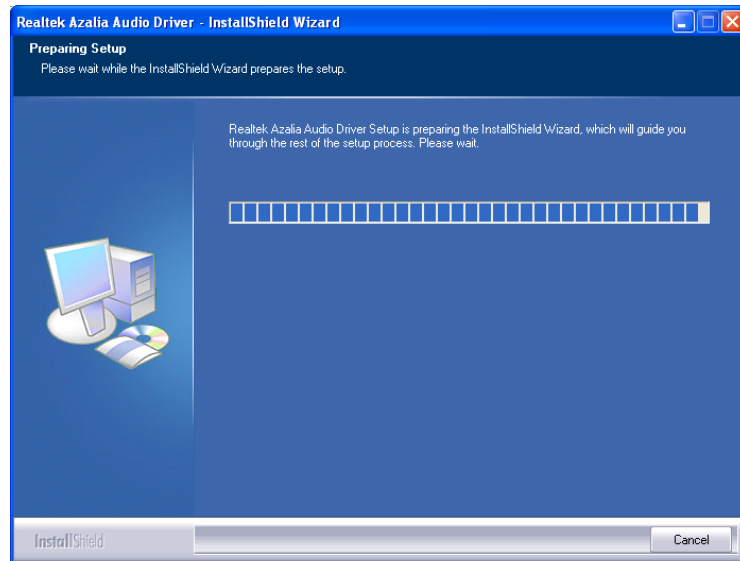 Realtek Azalia Audio Driver - InstallShield Wizard
Preparing Setup
Please wait while the InstallShield Wizard prepares the setup.
Realtek Azalia Audio Driver Setup is preparing the InstallShield Wizard, which will guide you
through the rest of the setup process. Please wait.
InstallShield
Cancel